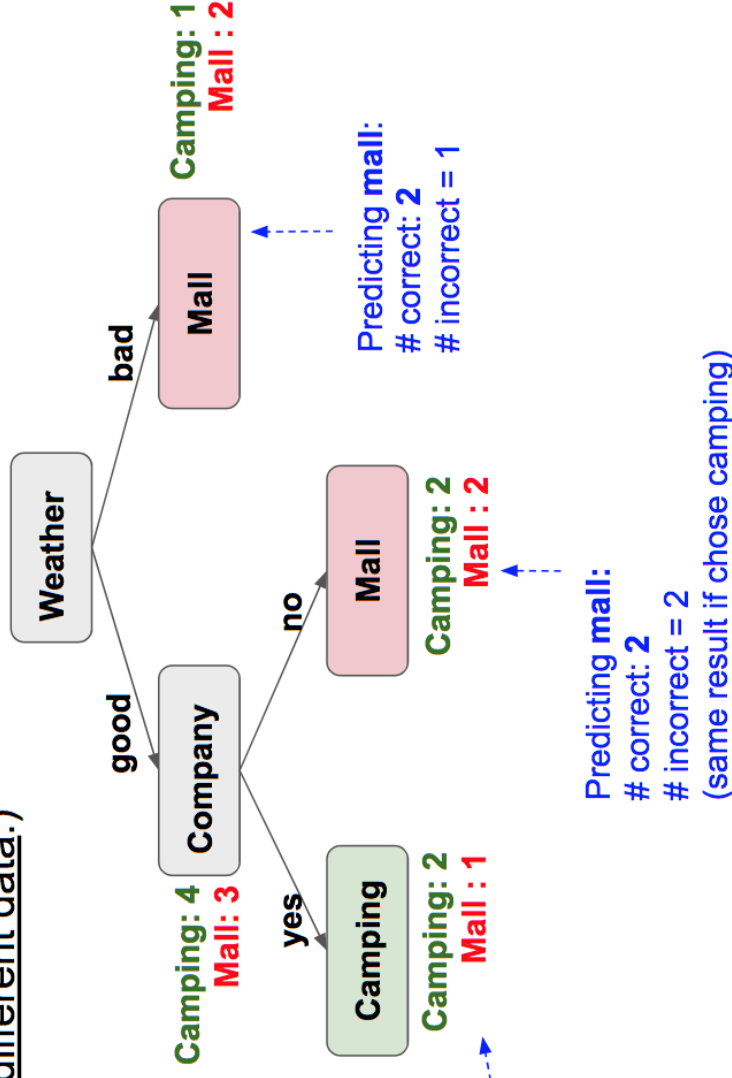 different data.)
Weather
good
bad
Camping: 4
Mall: 3
Company
Mall
Camping: 1
Mall : 2
yes
no
Predicting mall:
# correct: 2
# incorrect = 1
Camping
Mall
Camping: 2
Mall : 1
Camping: 2
Mall : 2
Predicting mall:
# correct: 2
# incorrect = 2
(same result if chose camping)